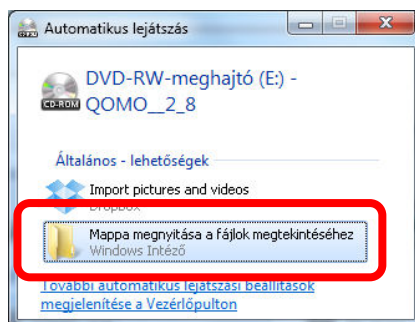 Automatikus lejátszás
DVD-RW-meghajtó (E:) -
QOMO__2_8
CD-ROM
Általános - lehetőségek
Import pictures and videos
Dropbox
Mappa megnyitása a fájlok megtekintéséhez
Windows Intéző
További automatikus lejátszási beállítások
megjelenítése a Vezérlőpulton